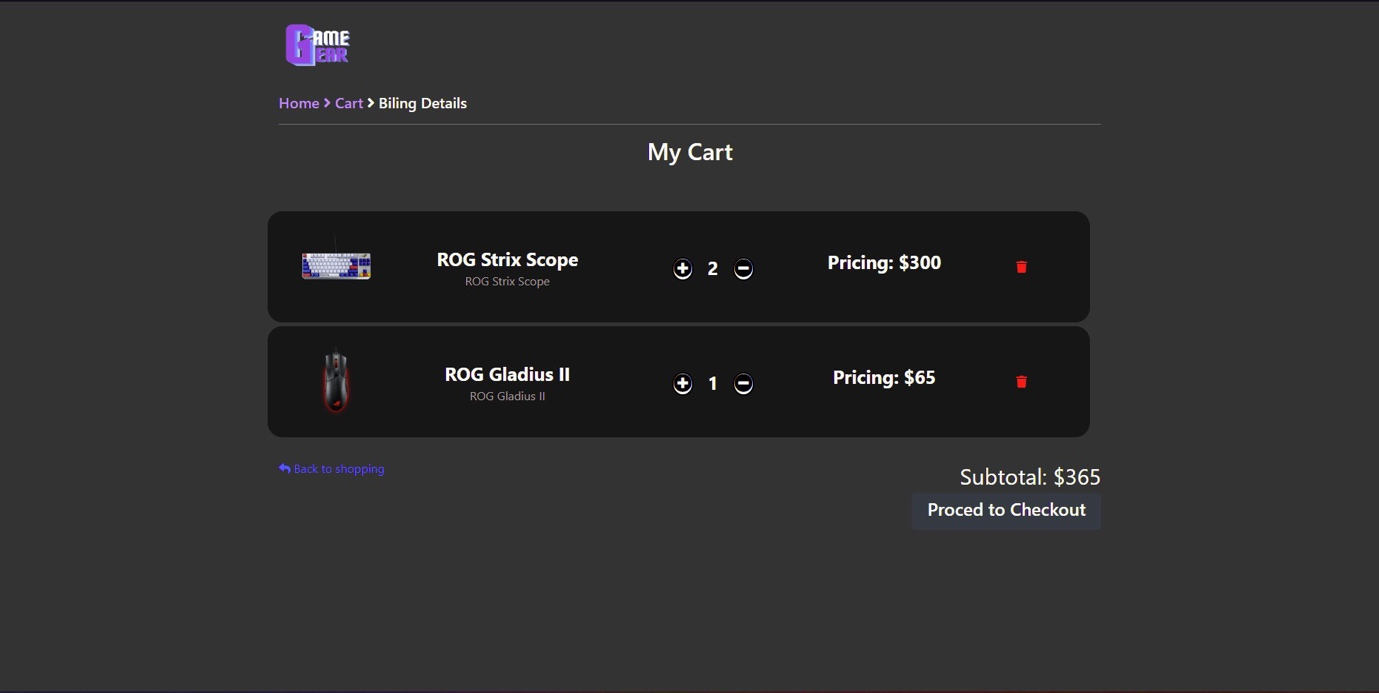 GAME
GEAR
Home > Cart > Biling Details
My Cart
ROG Strix Scope
ROG Strix Scope
2
Pricing: $300
ROG Gladius II
ROG Gladius II
1
Pricing: $65
Back to shopping
Subtotal: $365
Proced to Checkout